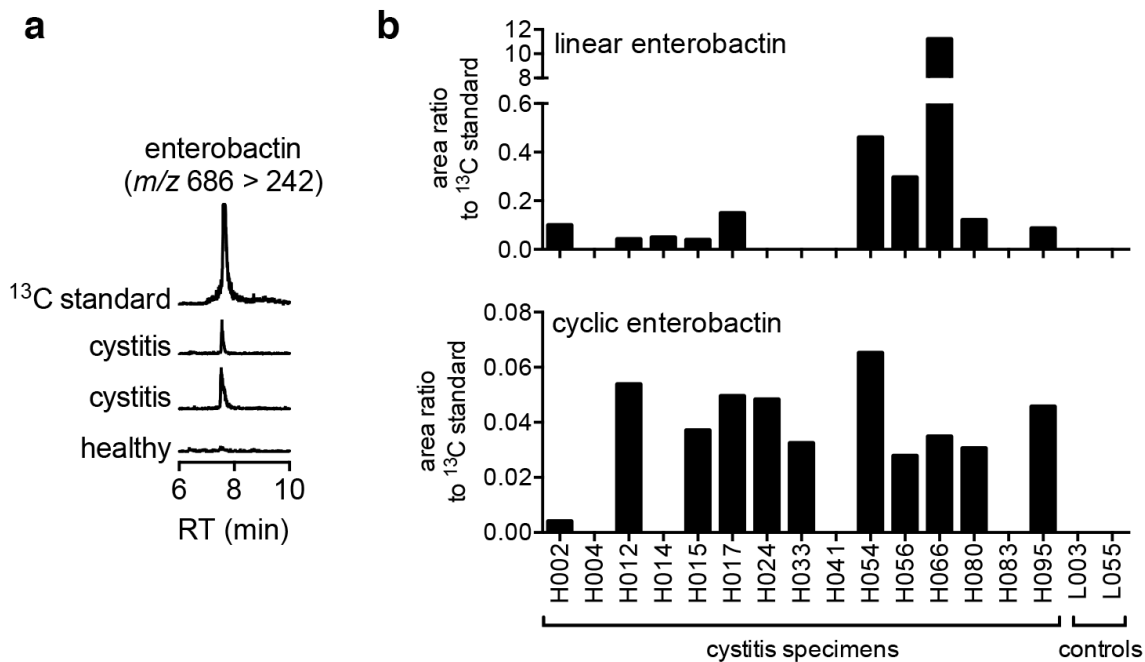 a
enterobactin
(m/z 686 > 242)
¹³C standard
cystitis
cystitis
healthy
6 8 10
RT (min)
b
linear enterobactin
area ratio
to ¹³C standard
12
10
8
0.6
0.4
0.2
0.0
cyclic enterobactin
area ratio
to ¹³C standard
0.08
0.06
0.04
0.02
0.00
H002 H004 H012 H014 H015 H017 H024 H033 H041 H054 H056 H066 H080 H083 H095 L003 L055
cystitis specimens controls